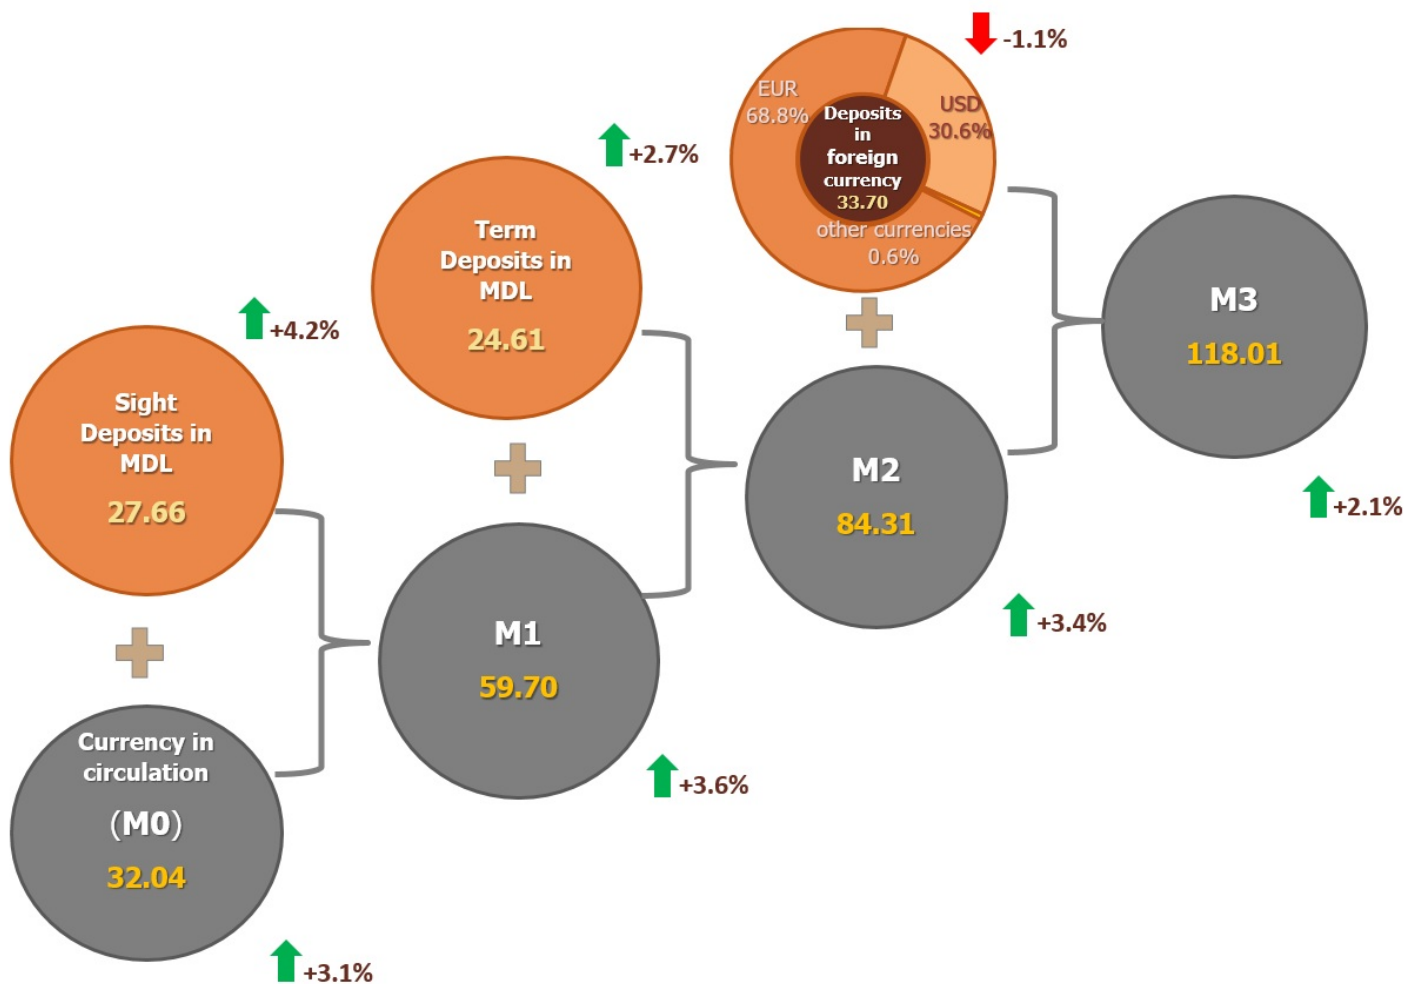 -1.1%
EUR
68.8%
USD
30.6%
Deposits
in
foreign
currency
33.70
other currencies
0.6%
+2.7%
Term
Deposits in
MDL
24.61
M3
118.01
+2.1%
+4.2%
Sight
Deposits in
MDL
27.66
M2
84.31
+3.4%
M1
59.70
+3.6%
Currency in
circulation
(M0)
32.04
+3.1%